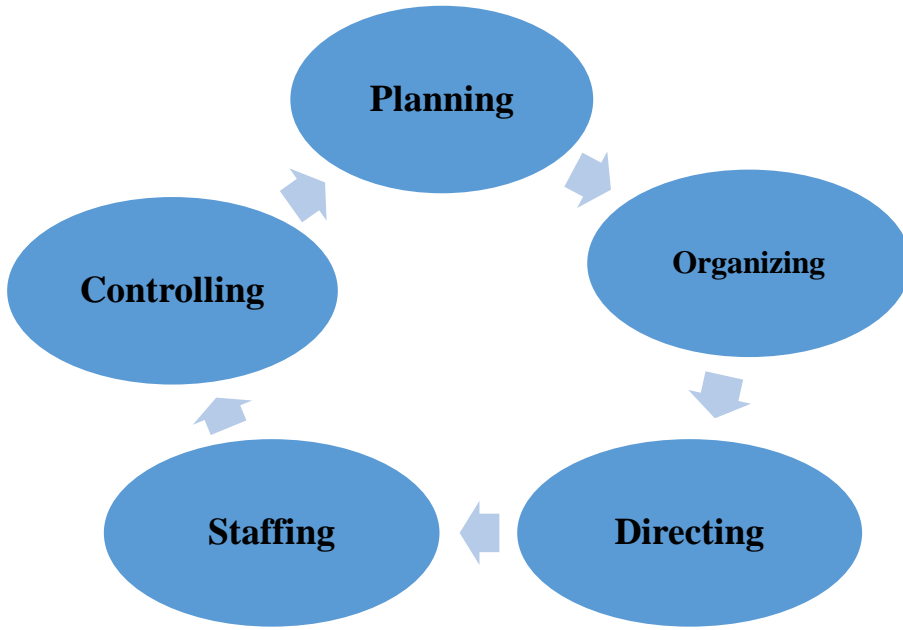 Planning
Organizing
Directing
Staffing
Controlling